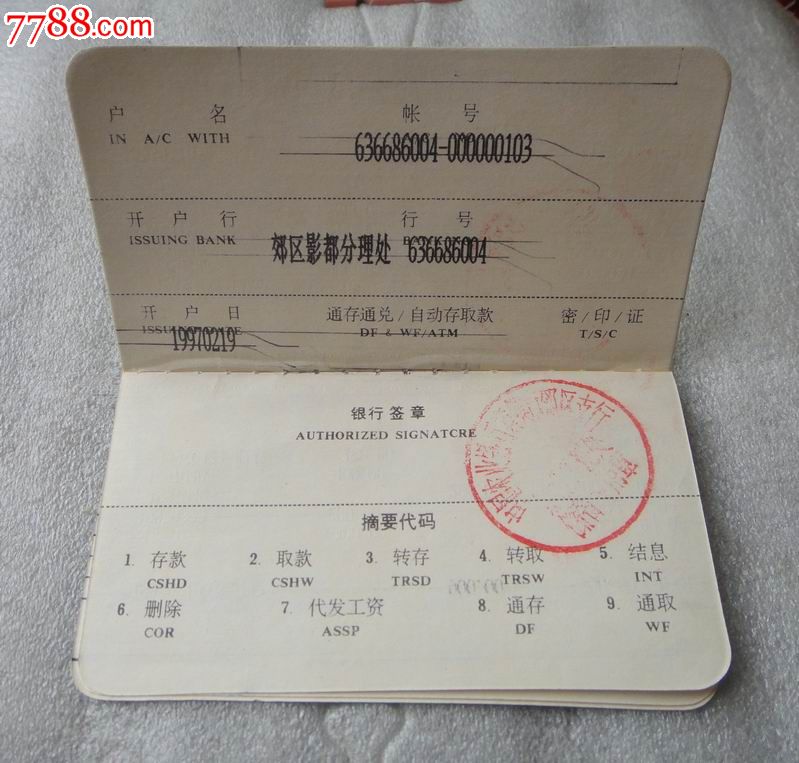 7788.com
户 名 帐 号
IN A/C WITH
636686004-000000103
开 户 行 行 号
ISSUING BANK
郊区影都分理处 636686004
开 户 日 通存通兑/自动存取款 密/印/证
DF & WF/ATM T/S/C
19970219
银行签章
AUTHORIZED SIGNATCRE
摘要代码
1. 存款 2. 取款 3. 转存 4. 转取 5. 结息
CSHD CSHW TRSD TRSW INT
6. 删除 7. 代发工资 8. 通存 9. 通取
COR ASSP DF WF